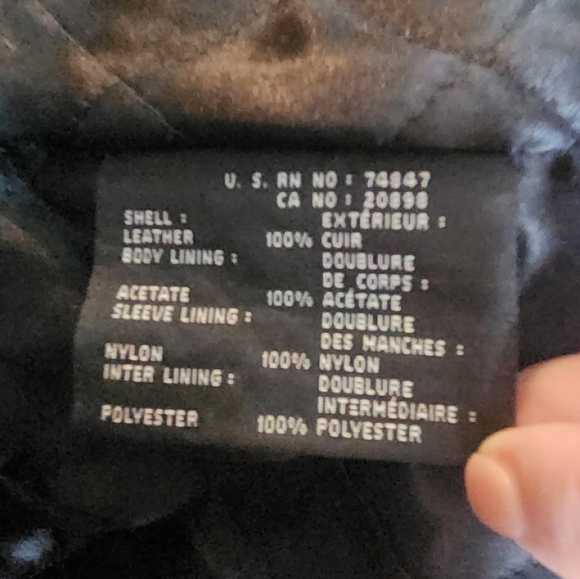 U. S. RN NO : 74847
CA NO : 20898
SHELL : EXTÉRIEUR :
LEATHER 100% CUIR
BODY LINING : DOUBLURE
DE CORPS :
ACETATE 100% ACÉTATE
SLEEVE LINING : DOUBLURE
DES MANCHES :
NYLON 100% NYLON
INTER LINING : DOUBLURE
INTERMÉDIAIRE :
POLYESTER 100% POLYESTER